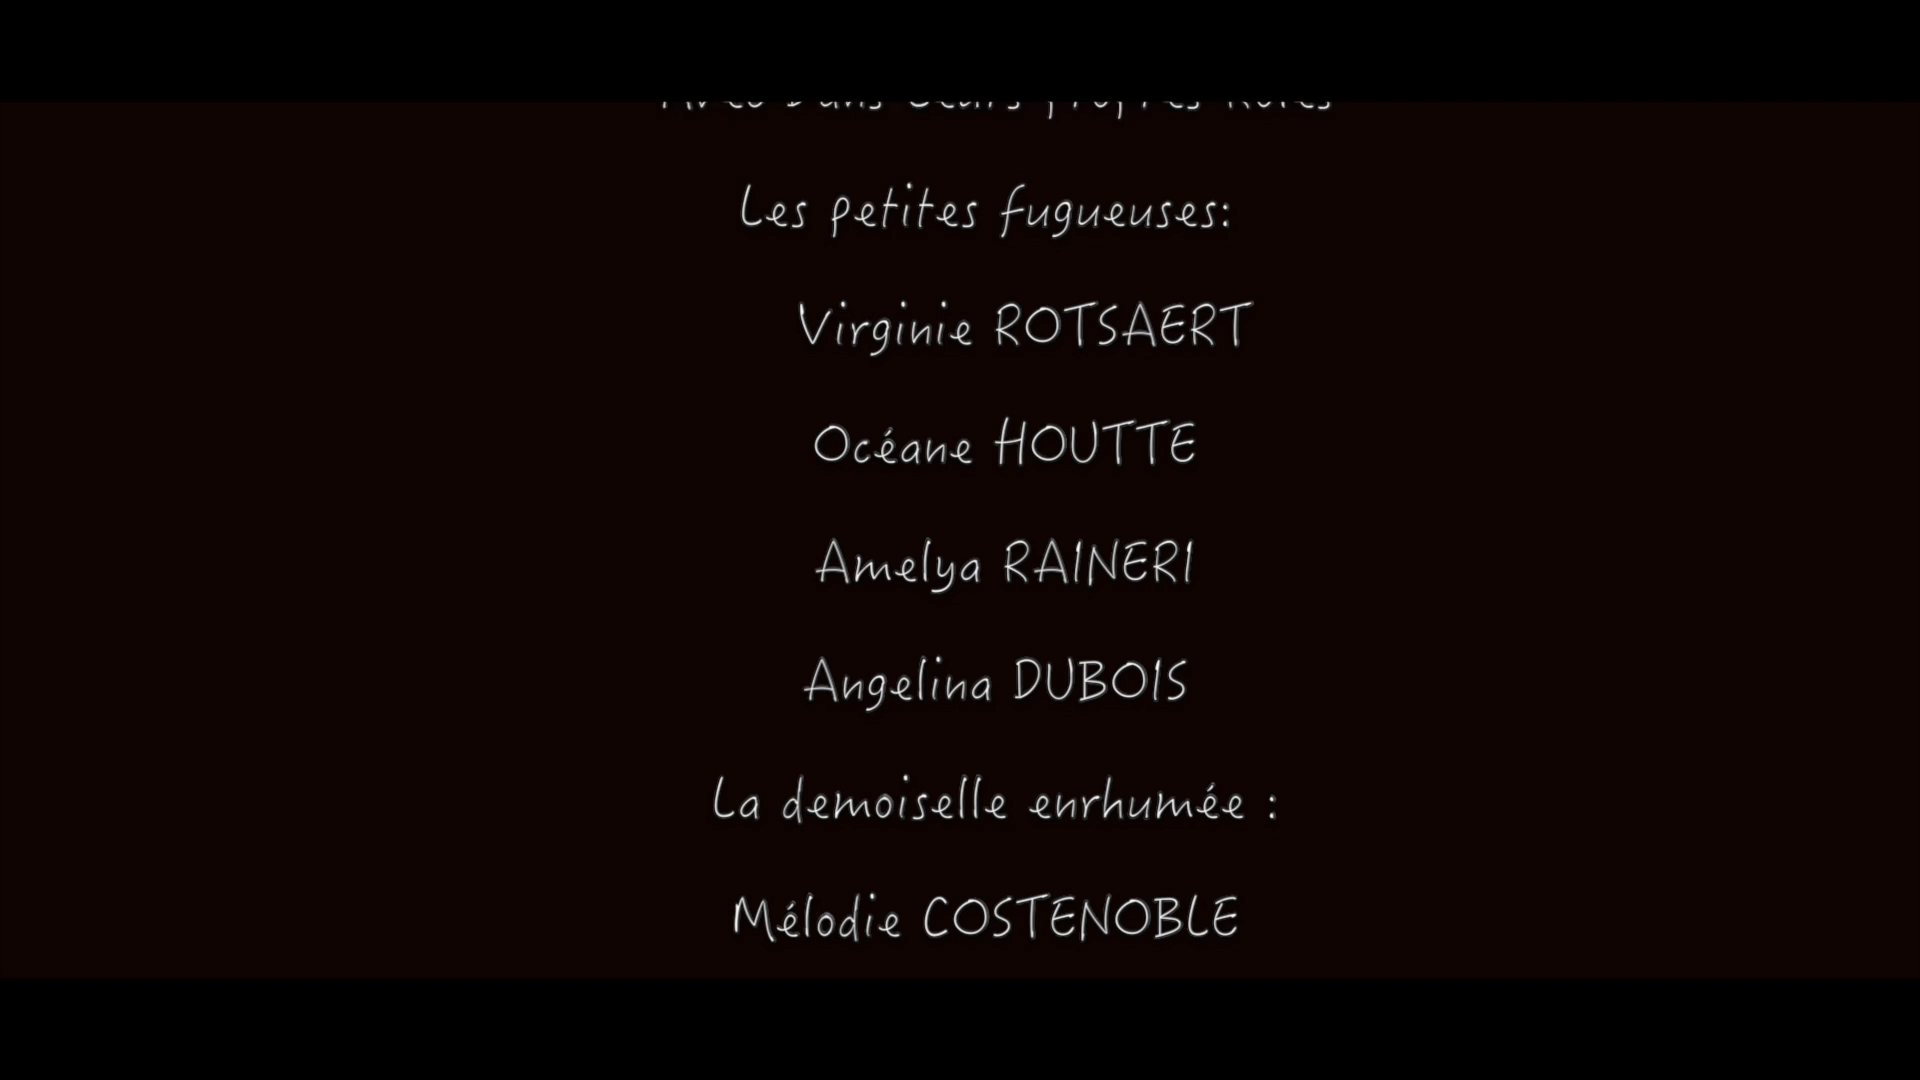 Les petites fugueuses:
Virginie ROTSAERT
Océane HOUTTE
Amelya RAINERI
Angelina DUBOIS
La demoiselle enrhumée :
Mélodie COSTENOBLE